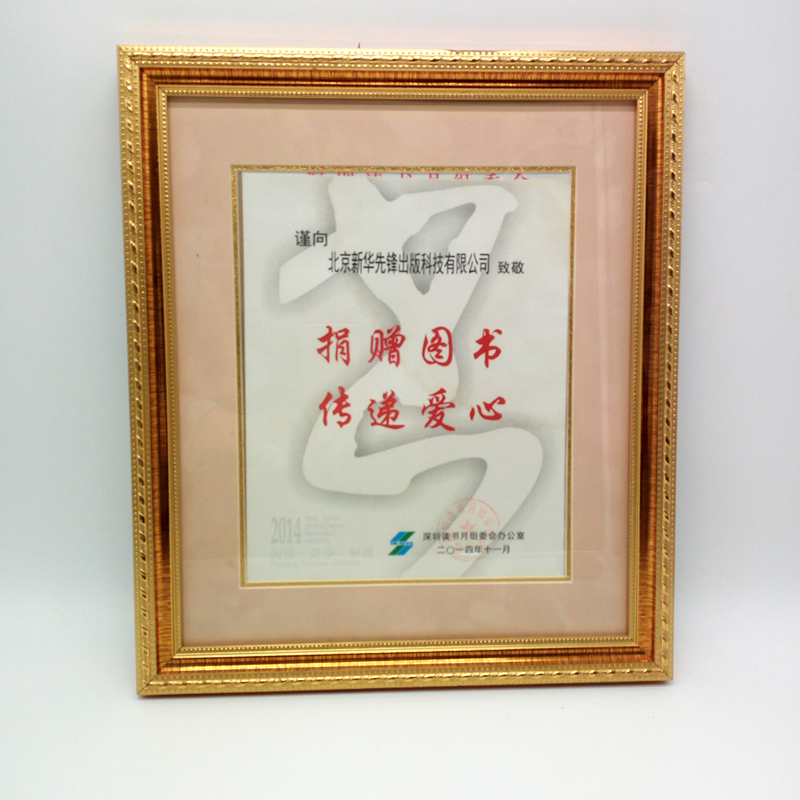 谨向
北京新华先锋出版科技有限公司 致敬
捐赠图书
传递爱心
2014
深圳读书月组委会办公室
二〇一四年十一月